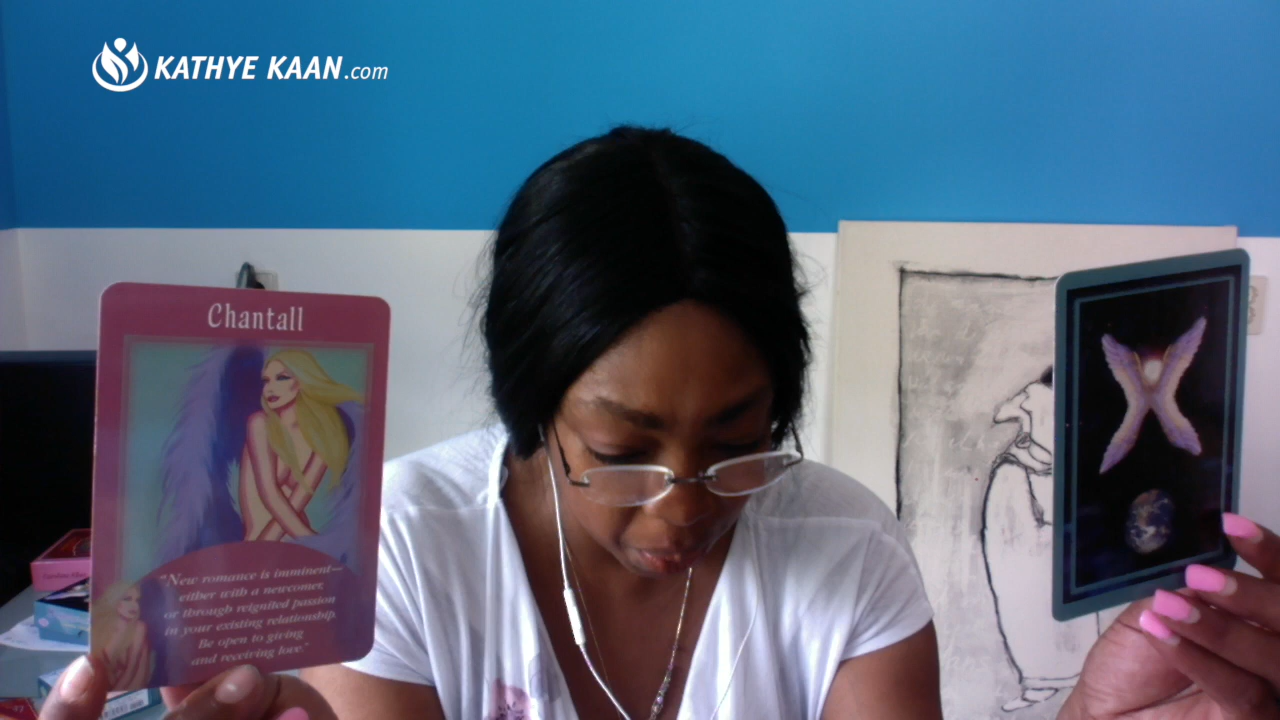 KATHYE KAAN.com
Chantall
"New romance is imminent—
either with a newcomer,
or through reignited passion
in your existing relationship.
Be open to giving
and receiving love."